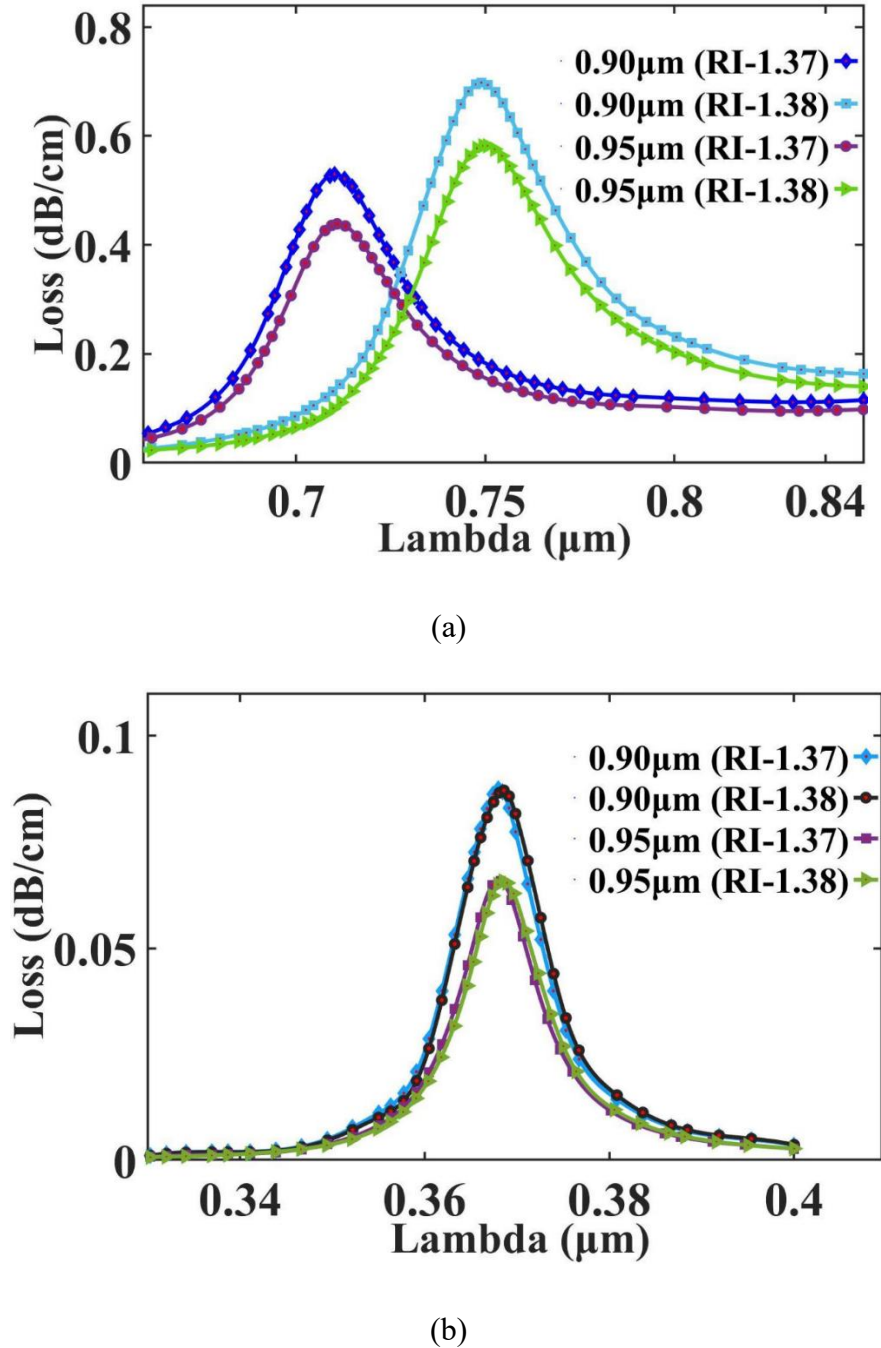 0.8
0.6
0.4
0.2
0
Loss (dB/cm)
0.90μm (RI-1.37)
0.90μm (RI-1.38)
0.95μm (RI-1.37)
0.95μm (RI-1.38)
0.7 0.75 0.8 0.84
Lambda (μm)
(a)
0.1
0.05
0
Loss (dB/cm)
0.90μm (RI-1.37)
0.90μm (RI-1.38)
0.95μm (RI-1.37)
0.95μm (RI-1.38)
0.34 0.36 0.38 0.4
Lambda (μm)
(b)